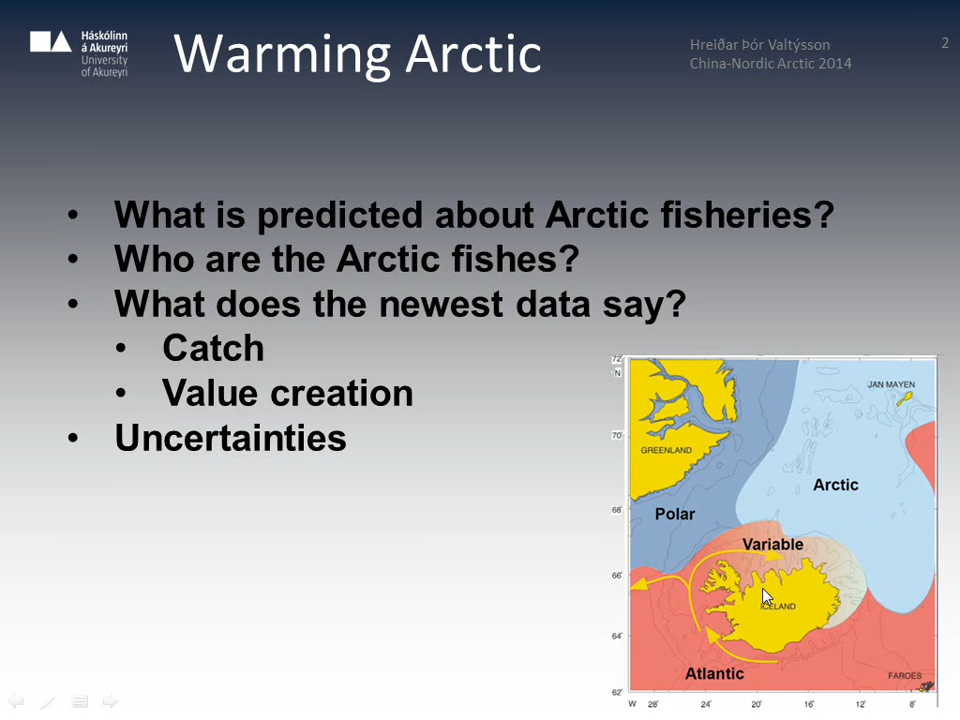 Háskólinn
á Akureyri
University
of Akureyri
Warming Arctic
Hreiðar Þór Valtýsson
China-Nordic Arctic 2014
2
• What is predicted about Arctic fisheries?
• Who are the Arctic fishes?
• What does the newest data say?
• Catch
• Value creation
• Uncertainties
72°
N
JAN MAYEN
70°
GREENLAND
Arctic
68°
Polar
Variable
66°
ICELAND
64°
Atlantic
FAROES
62°
W 28° 24° 20° 16° 12° 8°